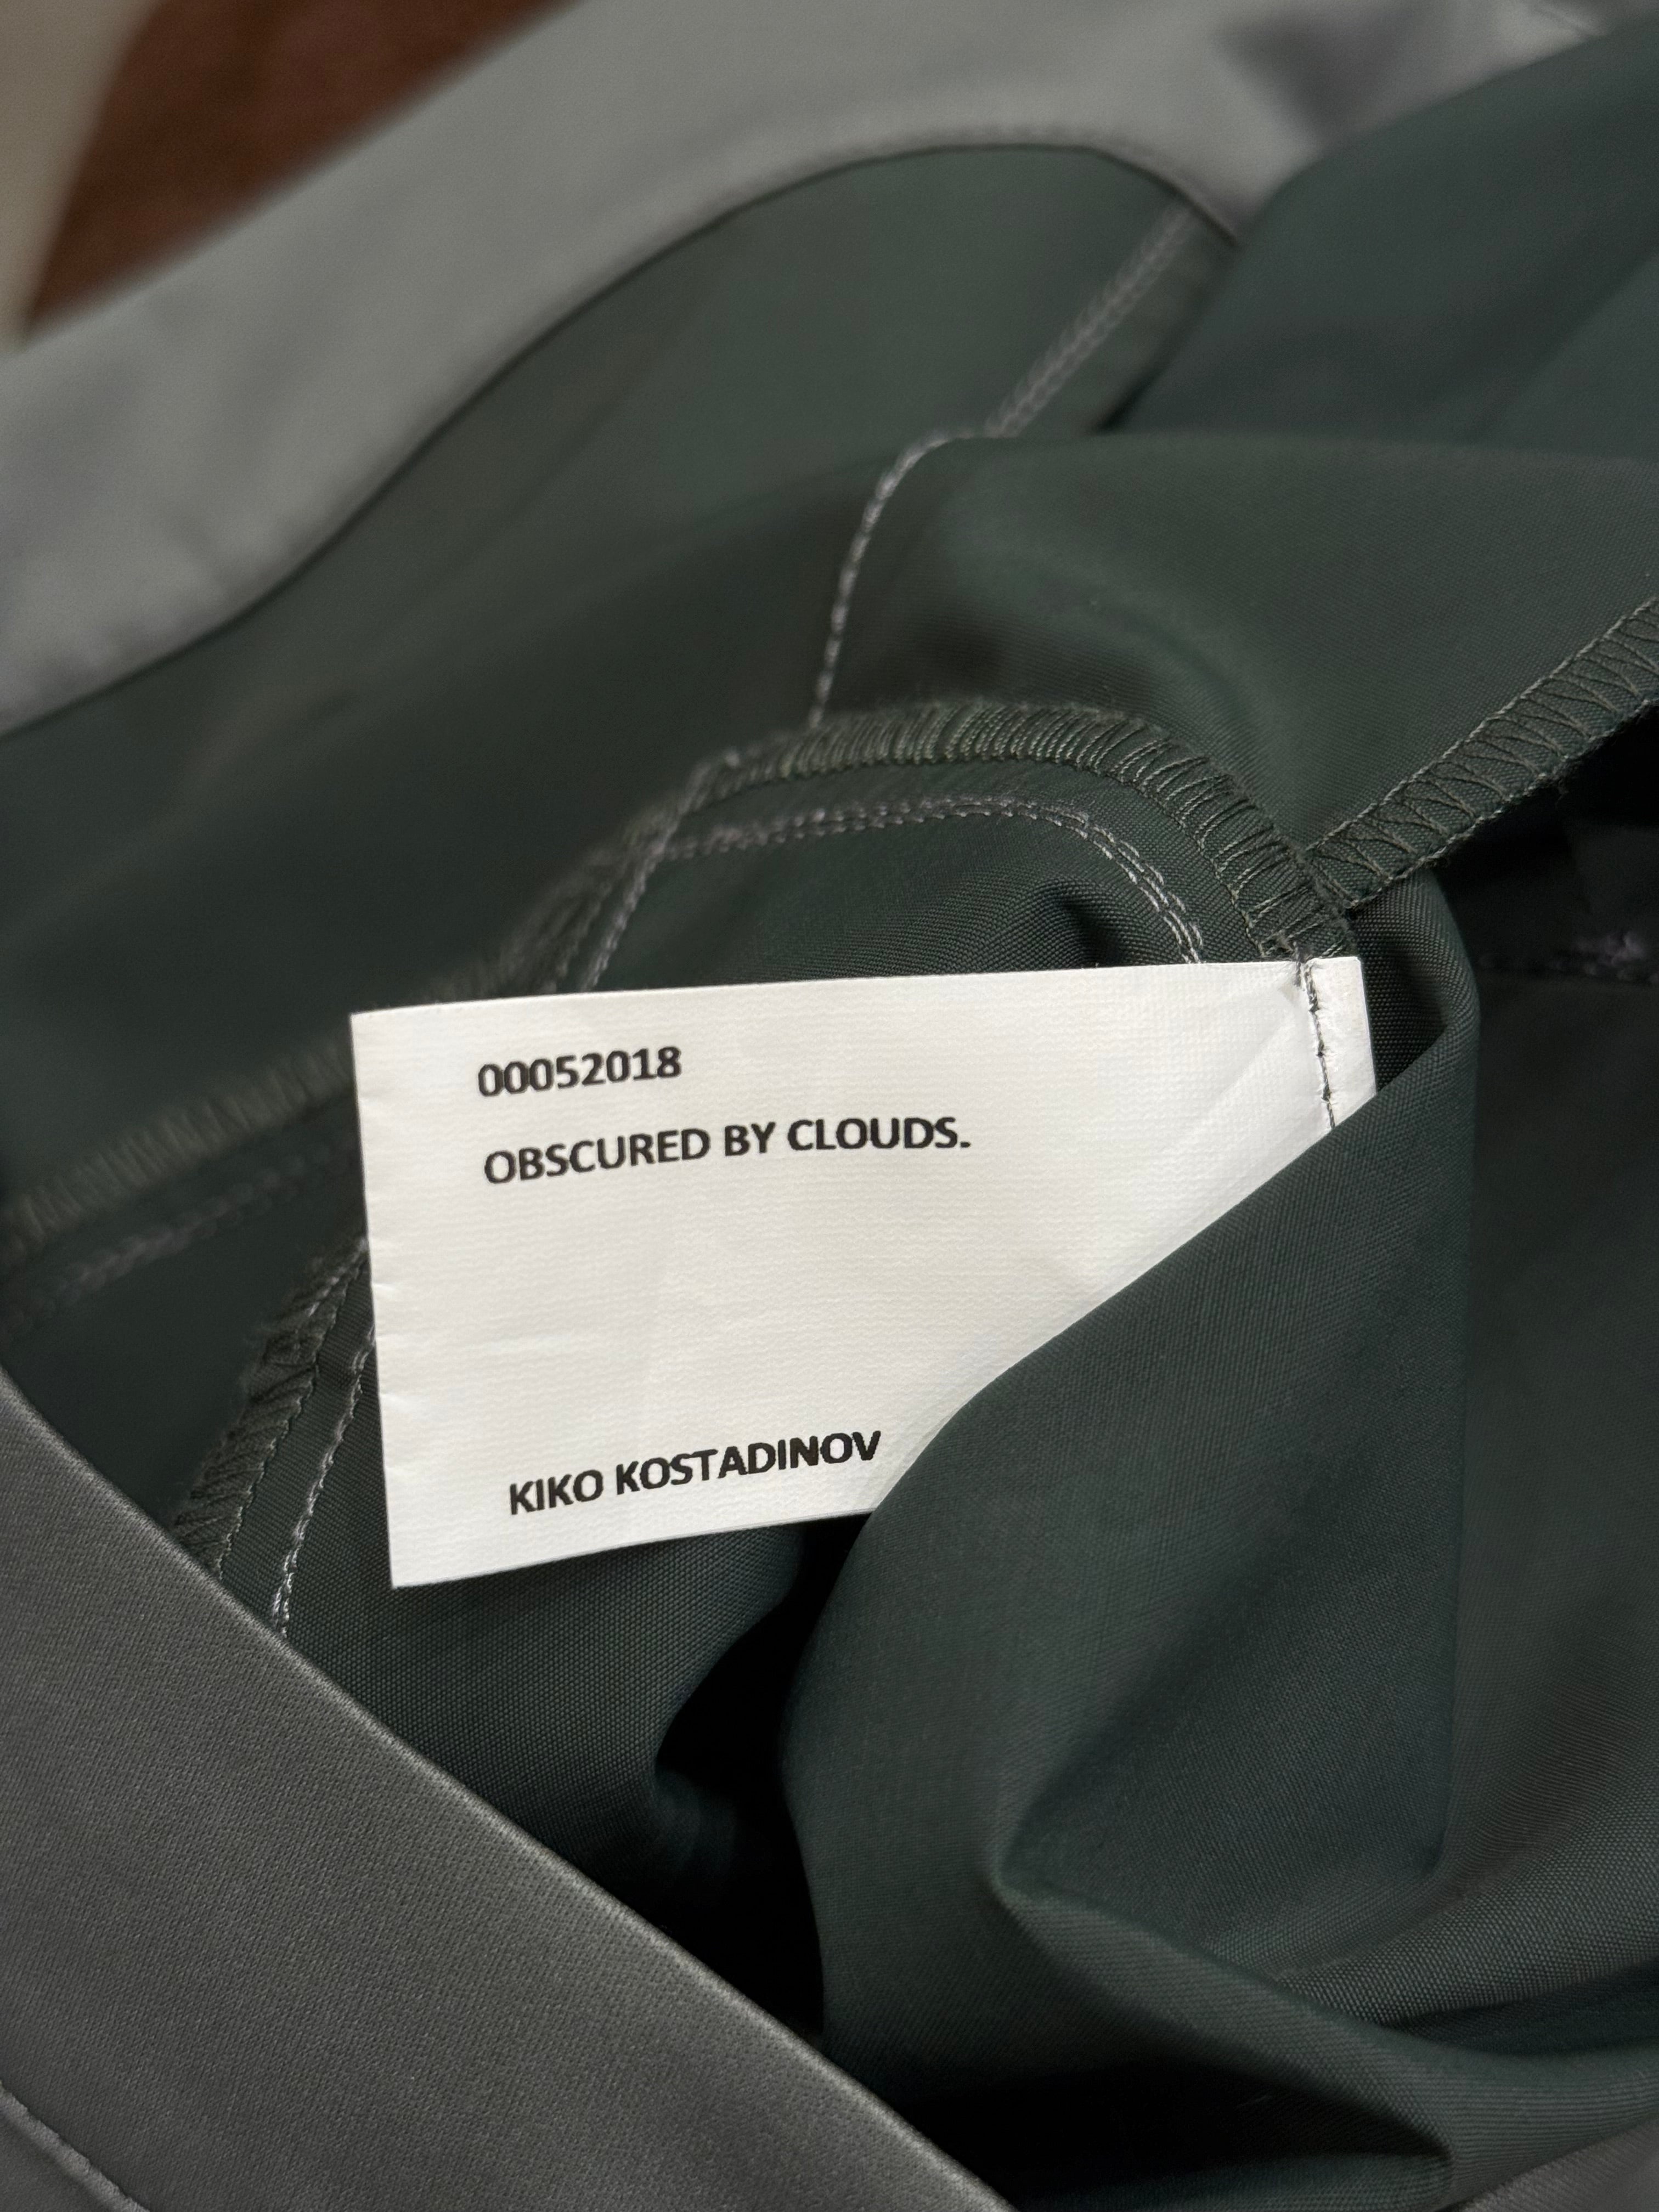 00052018
OBSCURED BY CLOUDS.
KIKO KOSTADINOV